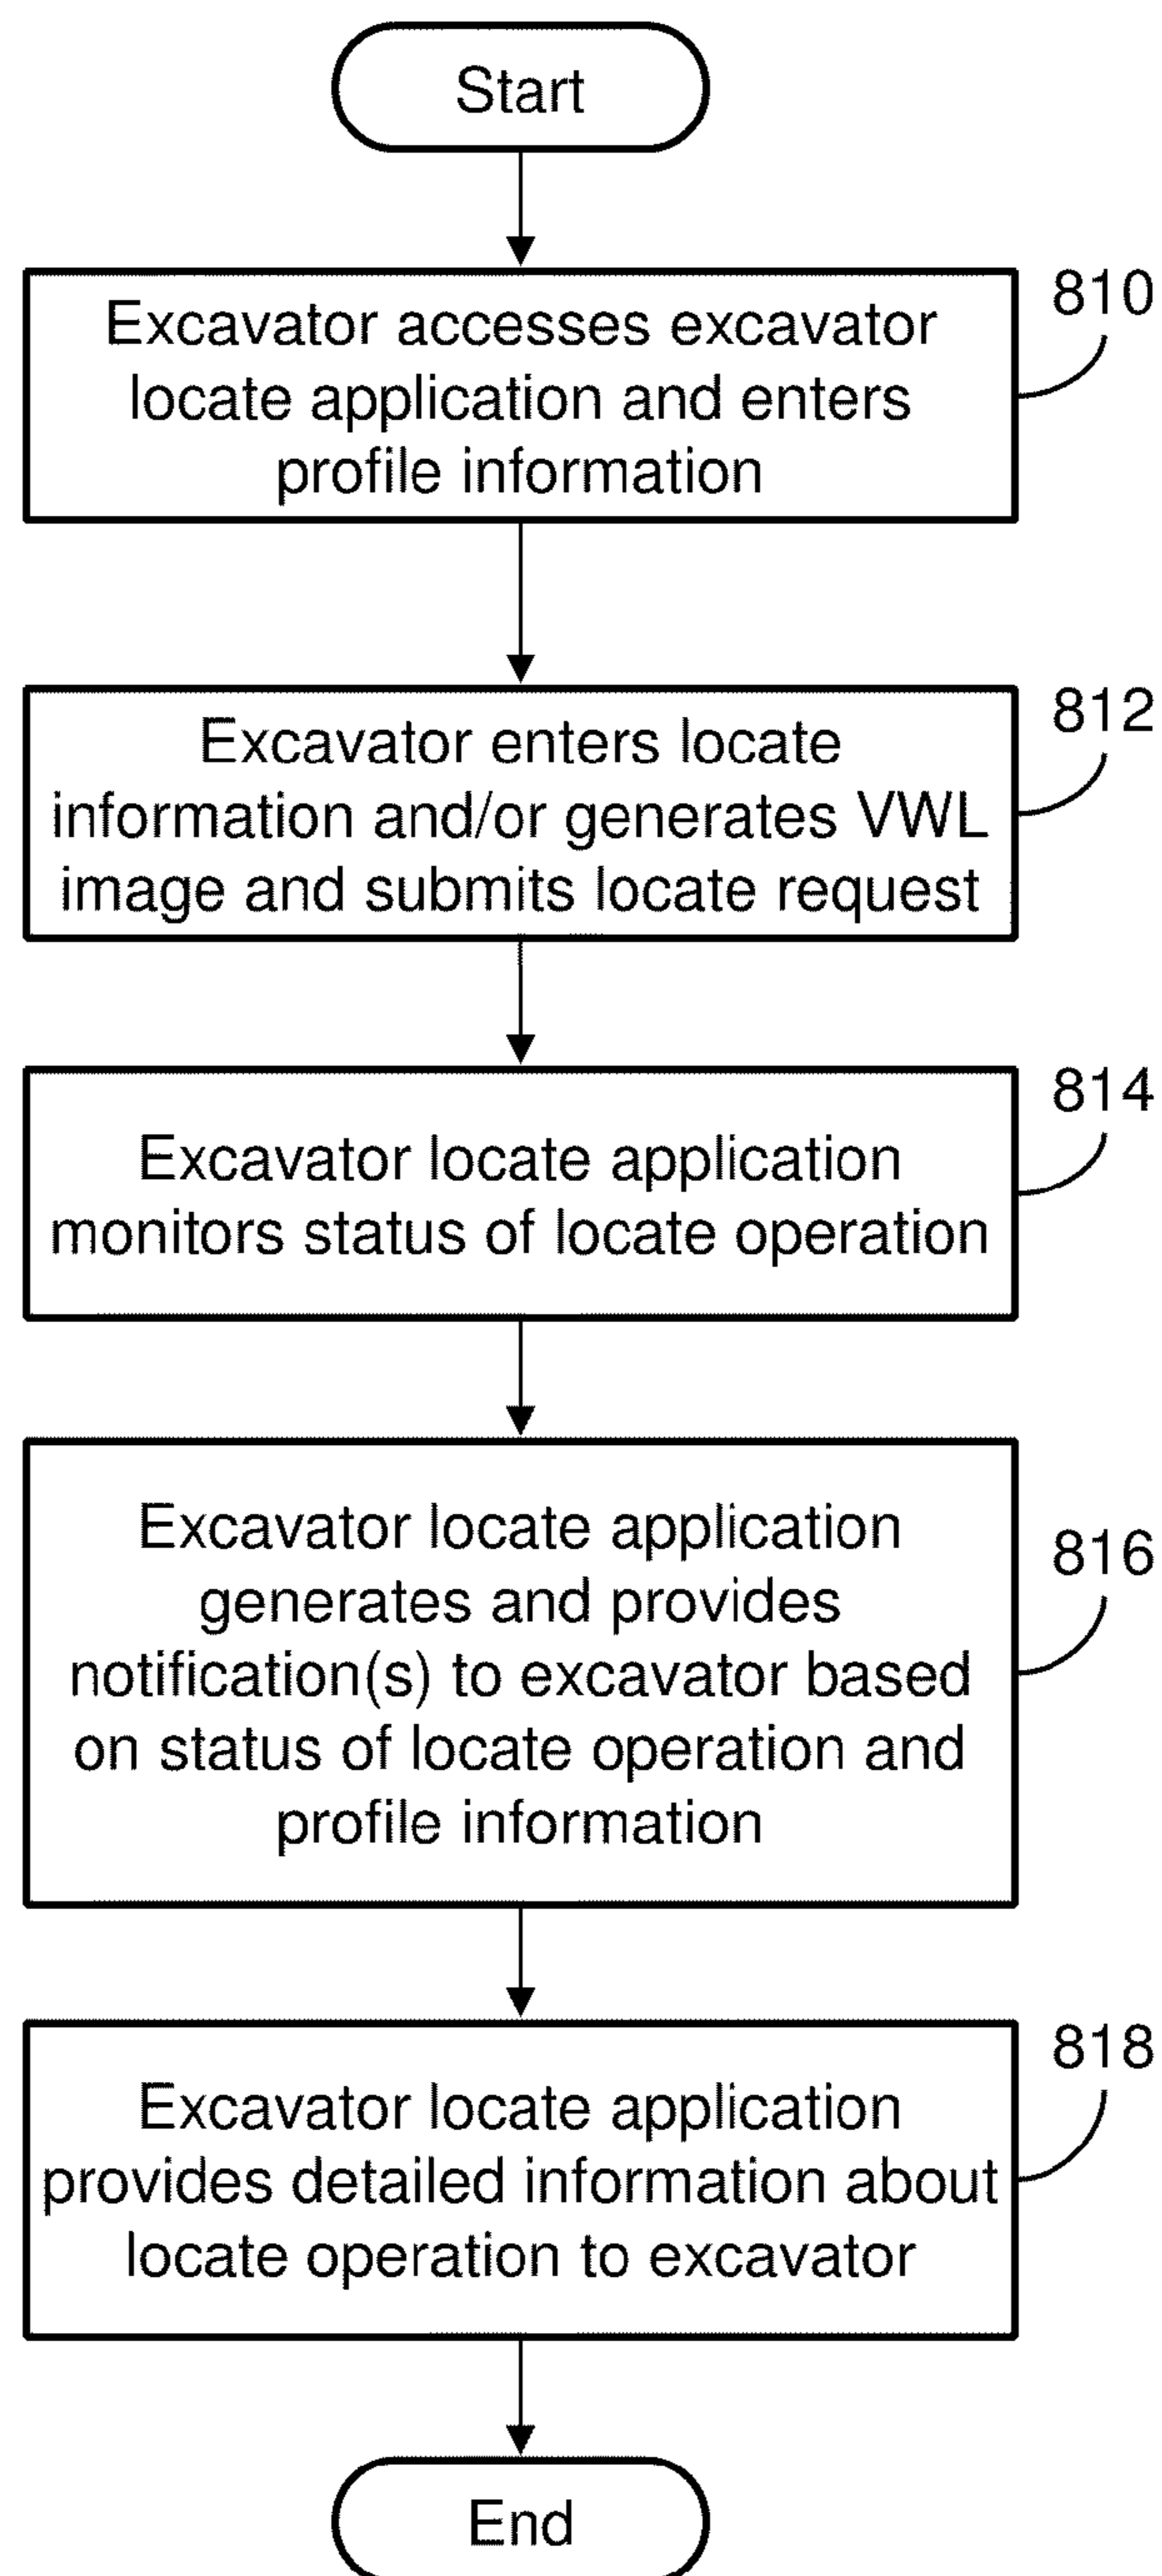 Start
810
Excavator accesses excavator
locate application and enters
profile information
812
Excavator enters locate
information and/or generates VWL
image and submits locate request
814
Excavator locate application
monitors status of locate operation
816
Excavator locate application
generates and provides
notification(s) to excavator based
on status of locate operation and
profile information
818
Excavator locate application
provides detailed information about
locate operation to excavator
End